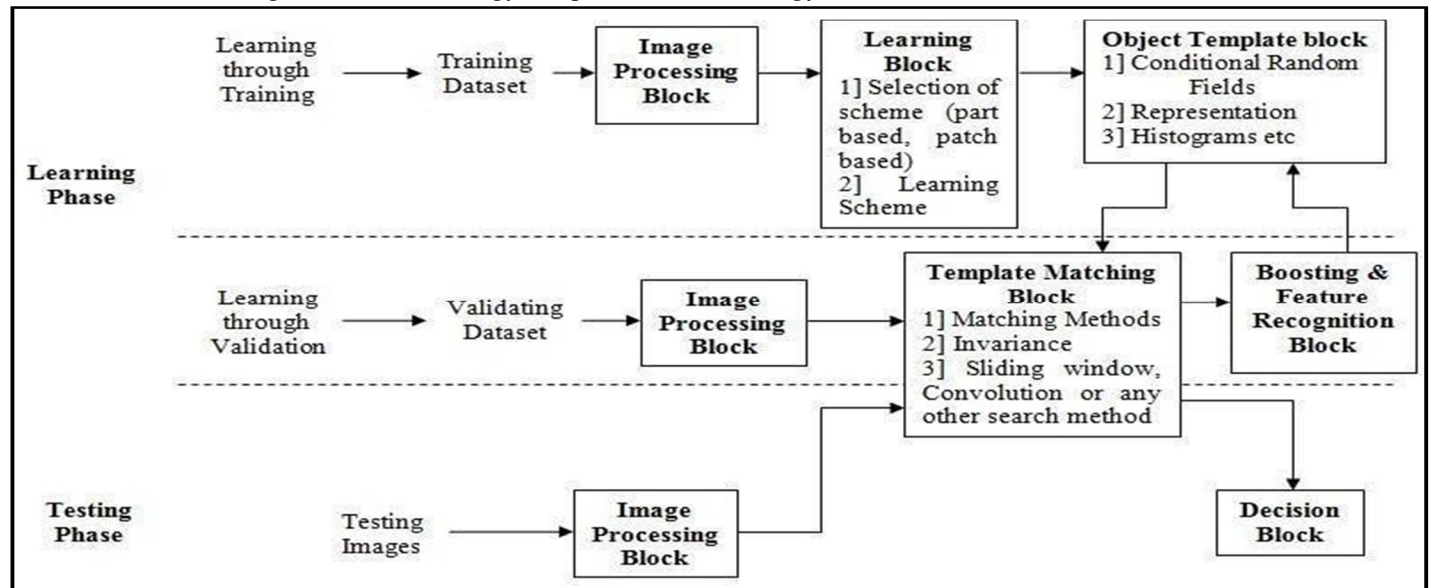 Learning
through
Training
Training
Dataset
Image
Processing
Block
Learning
Block
1] Selection of
scheme (part
based, patch
based)
2] Learning
Scheme
Object Template block
1] Conditional Random
Fields
2] Representation
3] Histograms etc
Learning
Phase
Learning
through
Validation
Validating
Dataset
Image
Processing
Block
Template Matching
Block
1] Matching Methods
2] Invariance
3] Sliding window,
Convolution or any
other search method
Boosting &
Feature
Recognition
Block
Testing
Phase
Testing
Images
Image
Processing
Block
Decision
Block